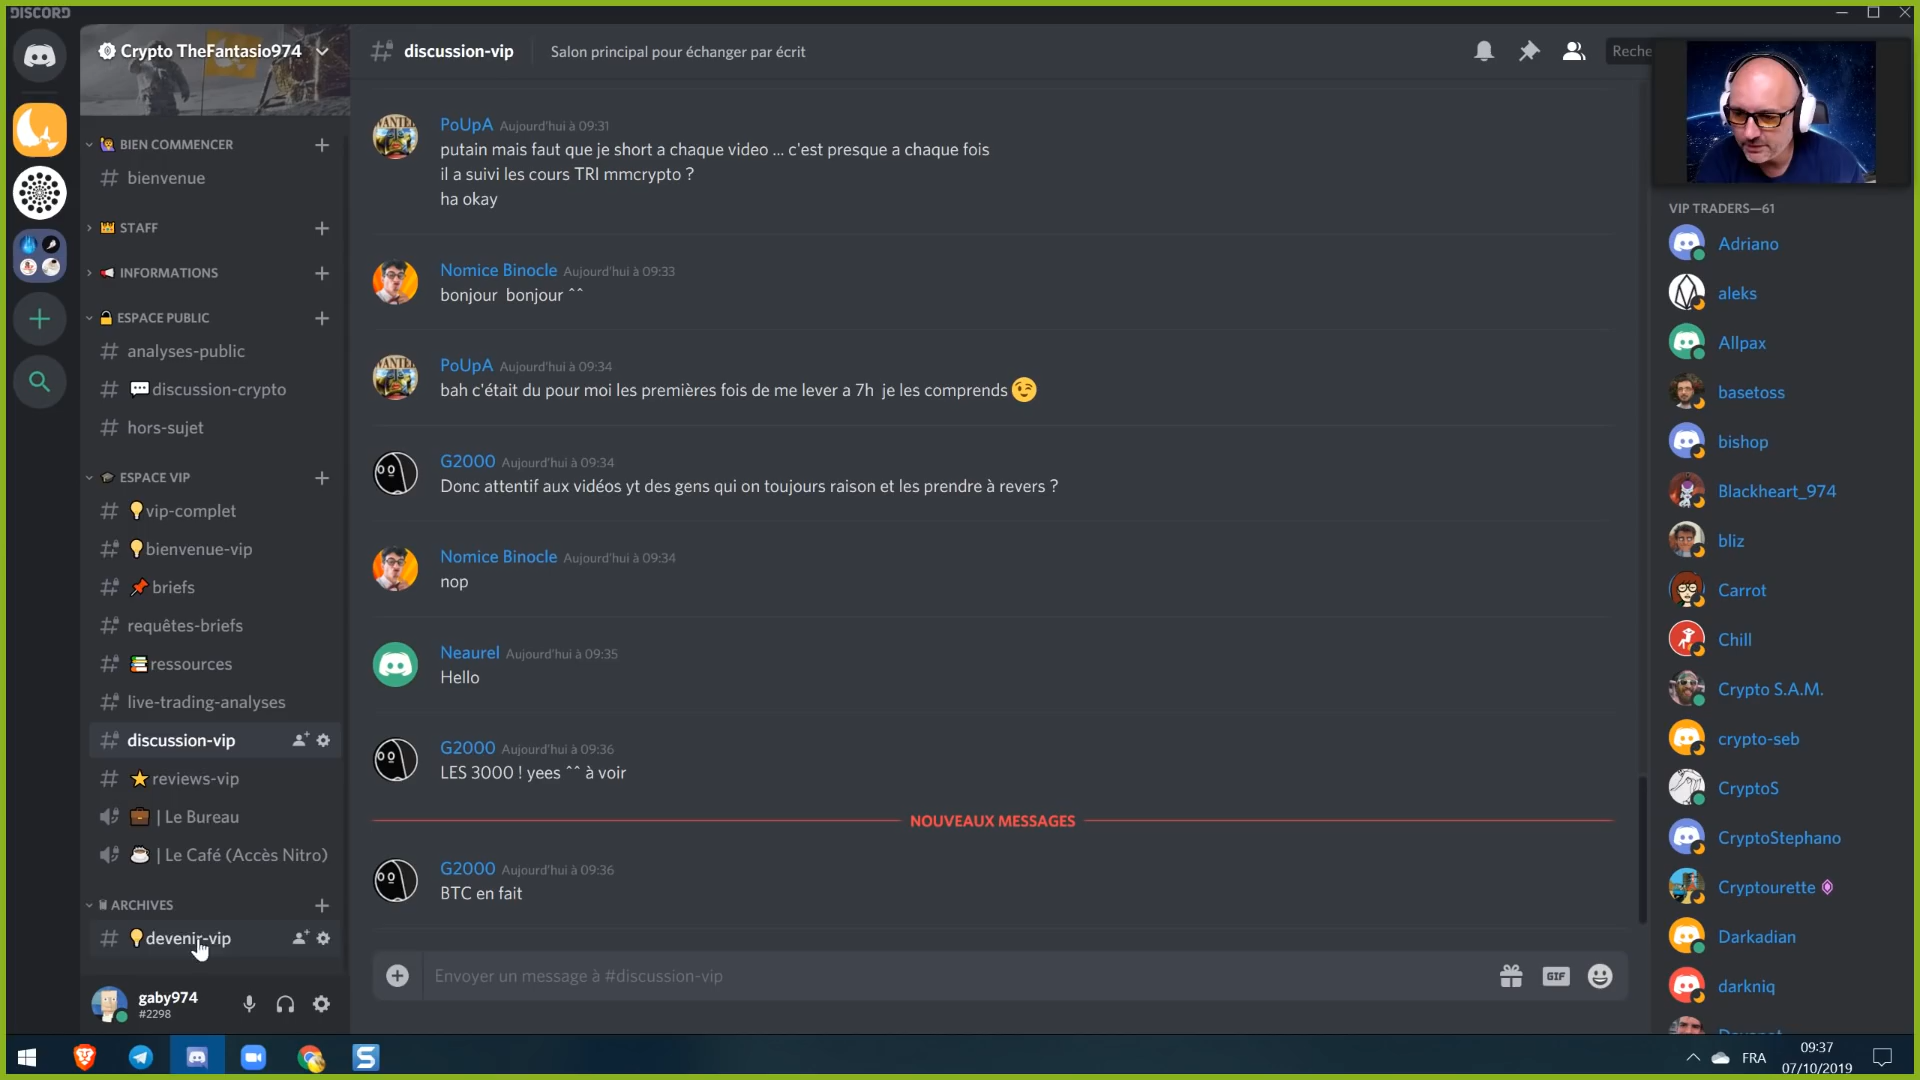 DISCORD
Crypto TheFantasio974
discussion-vip
Salon principal pour échanger par écrit
Reche
BIEN COMMENCER
bienvenue
STAFF
INFORMATIONS
ESPACE PUBLIC
analyses-public
discussion-crypto
hors-sujet
ESPACE VIP
vip-complet
bienvenue-vip
briefs
requêtes-briefs
ressources
live-trading-analyses
discussion-vip
reviews-vip
| Le Bureau
| Le Café (Accès Nitro)
ARCHIVES
devenir-vip
gaby974
#2298
PoUpA Aujourd'hui à 09:31
putain mais faut que je short a chaque video ... c'est presque a chaque fois
il a suivi les cours TRI mmcrypto ?
ha okay
Nomice Binocle Aujourd'hui à 09:33
bonjour bonjour ^^
PoUpA Aujourd'hui à 09:34
bah c'était du pour moi les premières fois de me lever a 7h je les comprends
G2000 Aujourd'hui à 09:34
Donc attentif aux vidéos yt des gens qui on toujours raison et les prendre à revers ?
Nomice Binocle Aujourd'hui à 09:34
nop
Neaurel Aujourd'hui à 09:35
Hello
G2000 Aujourd'hui à 09:36
LES 3000 ! yees ^^ à voir
NOUVEAUX MESSAGES
G2000 Aujourd'hui à 09:36
BTC en fait
Envoyer un message à #discussion-vip
GIF
VIP TRADERS—61
Adriano
aleks
Allpax
basetoss
bishop
Blackheart_974
bliz
Carrot
Chill
Crypto S.A.M.
crypto-seb
CryptoS
CryptoStephano
Cryptourette
Darkadian
darkniq
FRA
09:37
07/10/2019